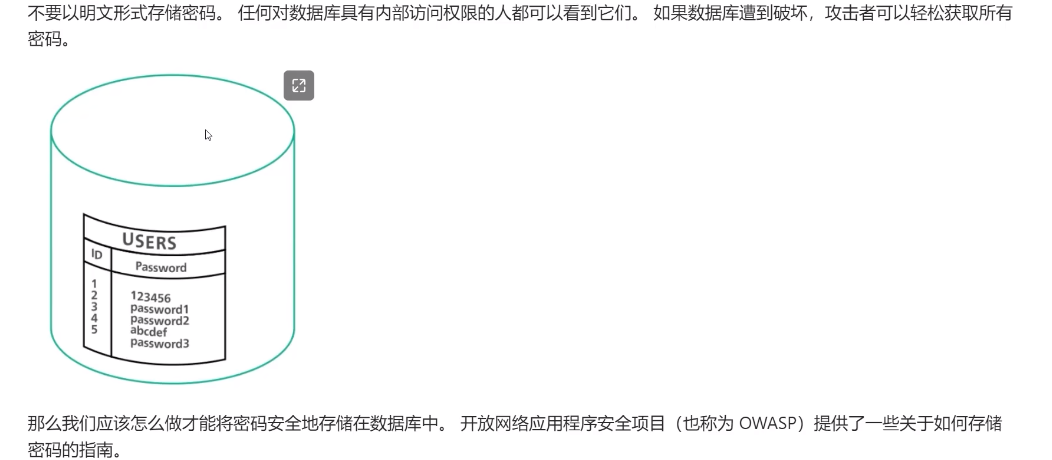 不要以明文形式存储密码。 任何对数据库具有内部访问权限的人都可以看到它们。 如果数据库遭到破坏，攻击者可以轻松获取所有
密码。
USERS
ID Password
1 123456
2 password1
3 password2
4 abcdef
5 password3
那么我们应该怎么做才能将密码安全地存储在数据库中。 开放网络应用程序安全项目（也称为 OWASP）提供了一些关于如何存储
密码的指南。